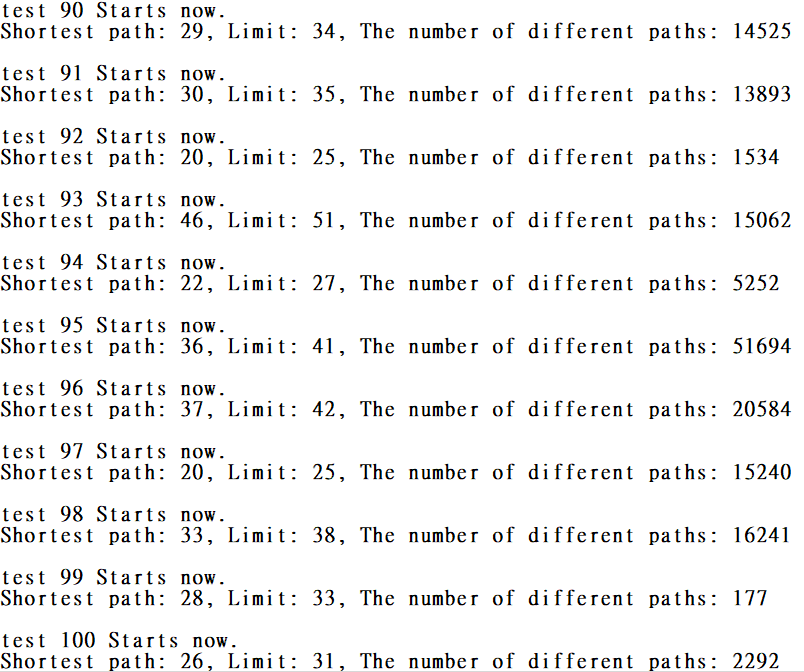 test 90 Starts now.
Shortest path: 29, Limit: 34, The number of different paths: 14525
test 91 Starts now.
Shortest path: 30, Limit: 35, The number of different paths: 13893
test 92 Starts now.
Shortest path: 20, Limit: 25, The number of different paths: 1534
test 93 Starts now.
Shortest path: 46, Limit: 51, The number of different paths: 15062
test 94 Starts now.
Shortest path: 22, Limit: 27, The number of different paths: 5252
test 95 Starts now.
Shortest path: 36, Limit: 41, The number of different paths: 51694
test 96 Starts now.
Shortest path: 37, Limit: 42, The number of different paths: 20584
test 97 Starts now.
Shortest path: 20, Limit: 25, The number of different paths: 15240
test 98 Starts now.
Shortest path: 33, Limit: 38, The number of different paths: 16241
test 99 Starts now.
Shortest path: 28, Limit: 33, The number of different paths: 177
test 100 Starts now.
Shortest path: 26, Limit: 31, The number of different paths: 2292